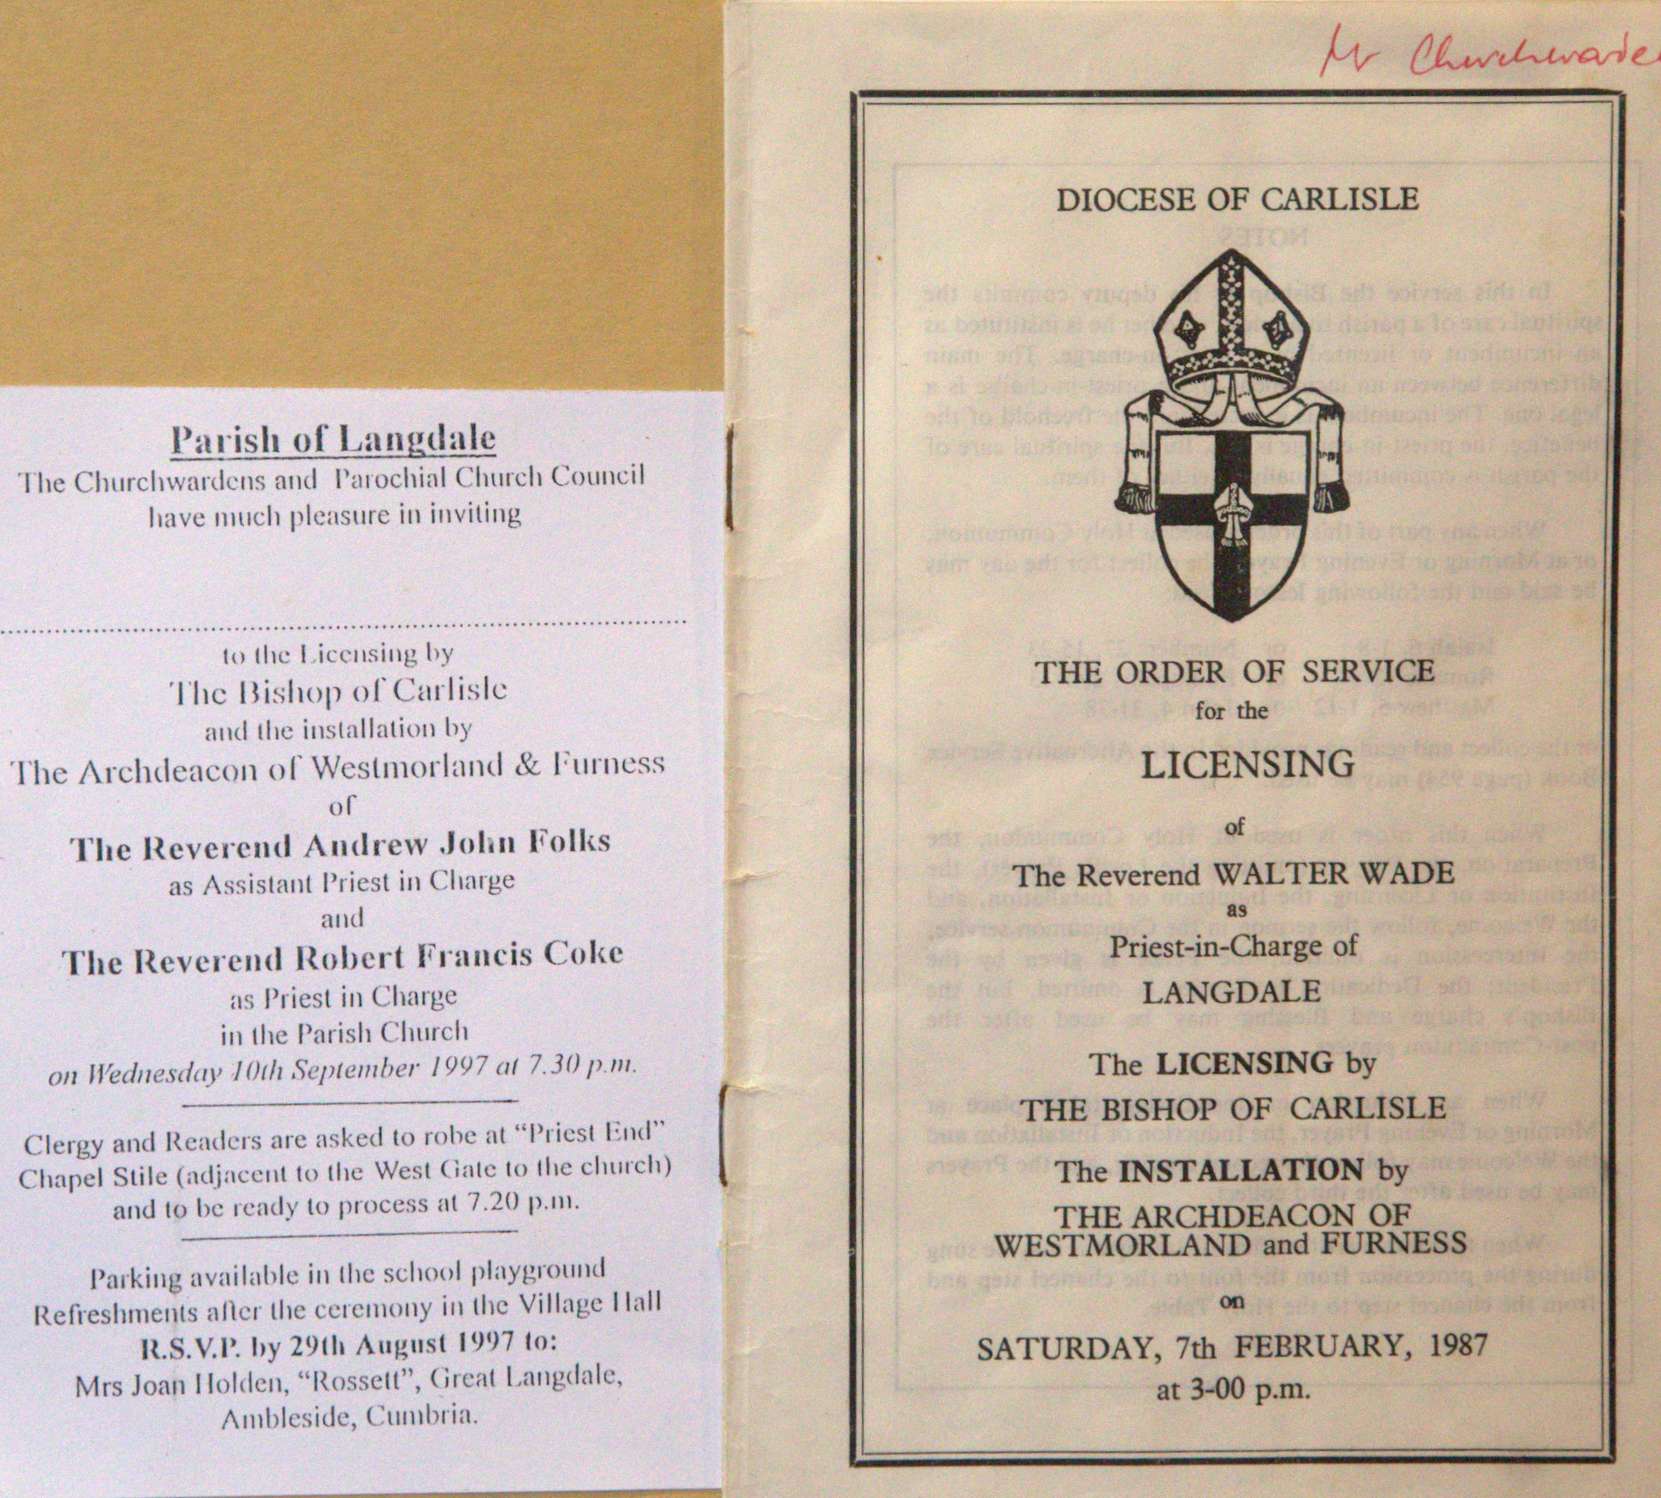 Parish of Langdale
The Churchwardens and Parochial Church Council
have much pleasure in inviting
to the Licensing by
The Bishop of Carlisle
and the installation by
The Archdeacon of Westmorland & Furness
of
The Reverend Andrew John Folks
as Assistant Priest in Charge
and
The Reverend Robert Francis Coke
as Priest in Charge
in the Parish Church
on Wednesday 10th September 1997 at 7.30 p.m.
Clergy and Readers are asked to robe at “Priest End”
Chapel Stile (adjacent to the West Gate to the church)
and to be ready to process at 7.20 p.m.
Parking available in the school playground
Refreshments after the ceremony in the Village Hall
R.S.V.P. by 29th August 1997 to:
Mrs Joan Holden, “Rossett”, Great Langdale,
Ambleside, Cumbria.
Mr Churchwarden
DIOCESE OF CARLISLE
THE ORDER OF SERVICE
for the
LICENSING
of
The Reverend WALTER WADE
as
Priest-in-Charge of
LANGDALE
The LICENSING by
THE BISHOP OF CARLISLE
The INSTALLATION by
THE ARCHDEACON OF
WESTMORLAND and FURNESS
on
SATURDAY, 7th FEBRUARY, 1987
at 3-00 p.m.